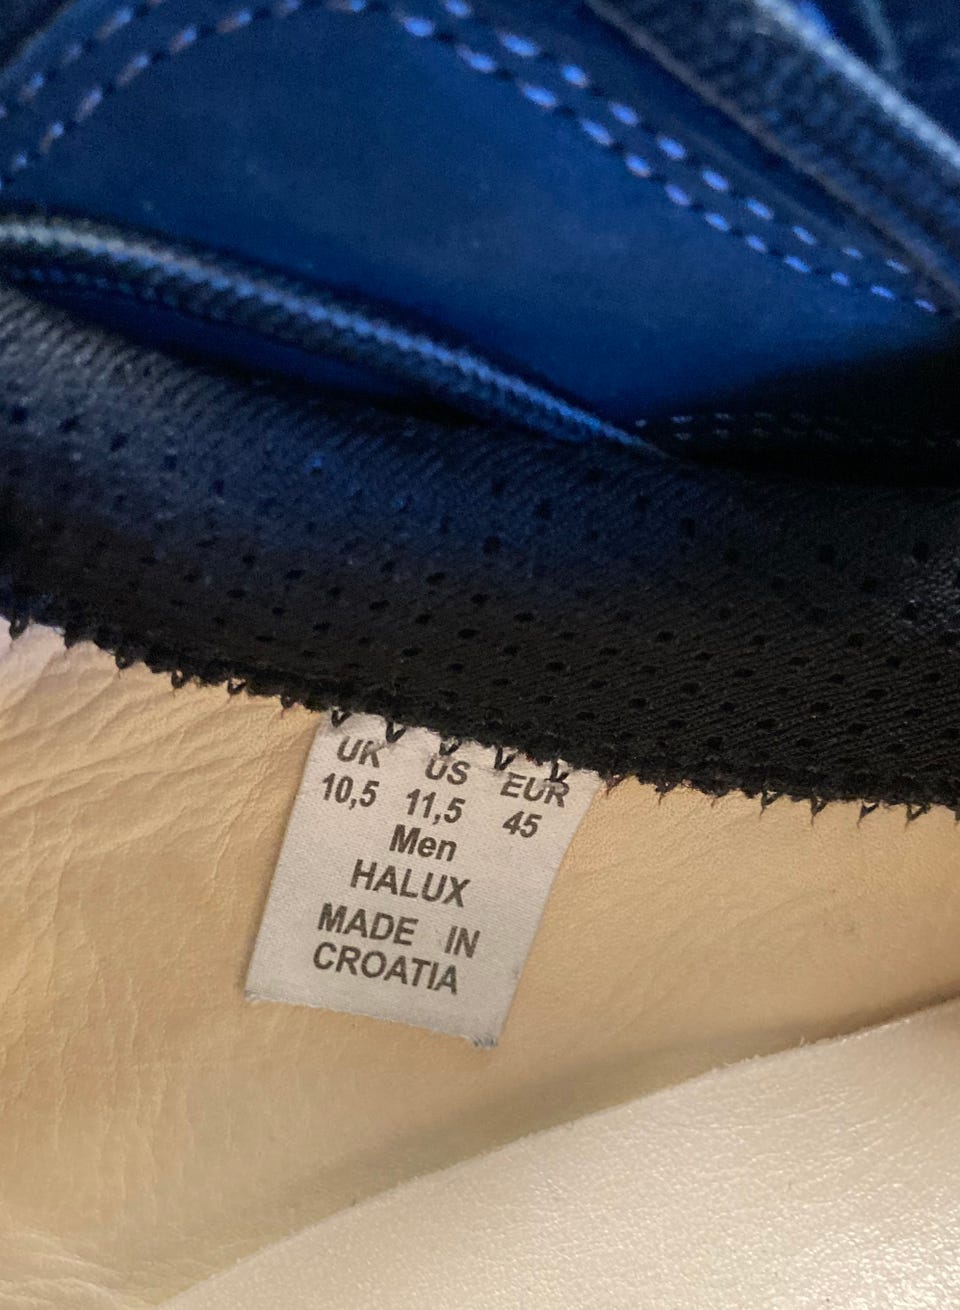 UK US EUR
10,5 11,5 45
Men
HALUX
MADE IN
CROATIA